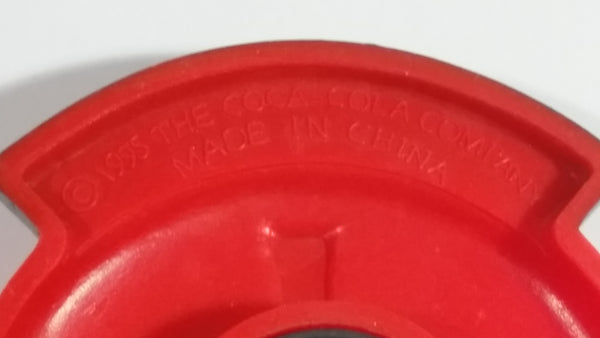 © 1995 THE COCA-COLA COMPANY
MADE IN CHINA